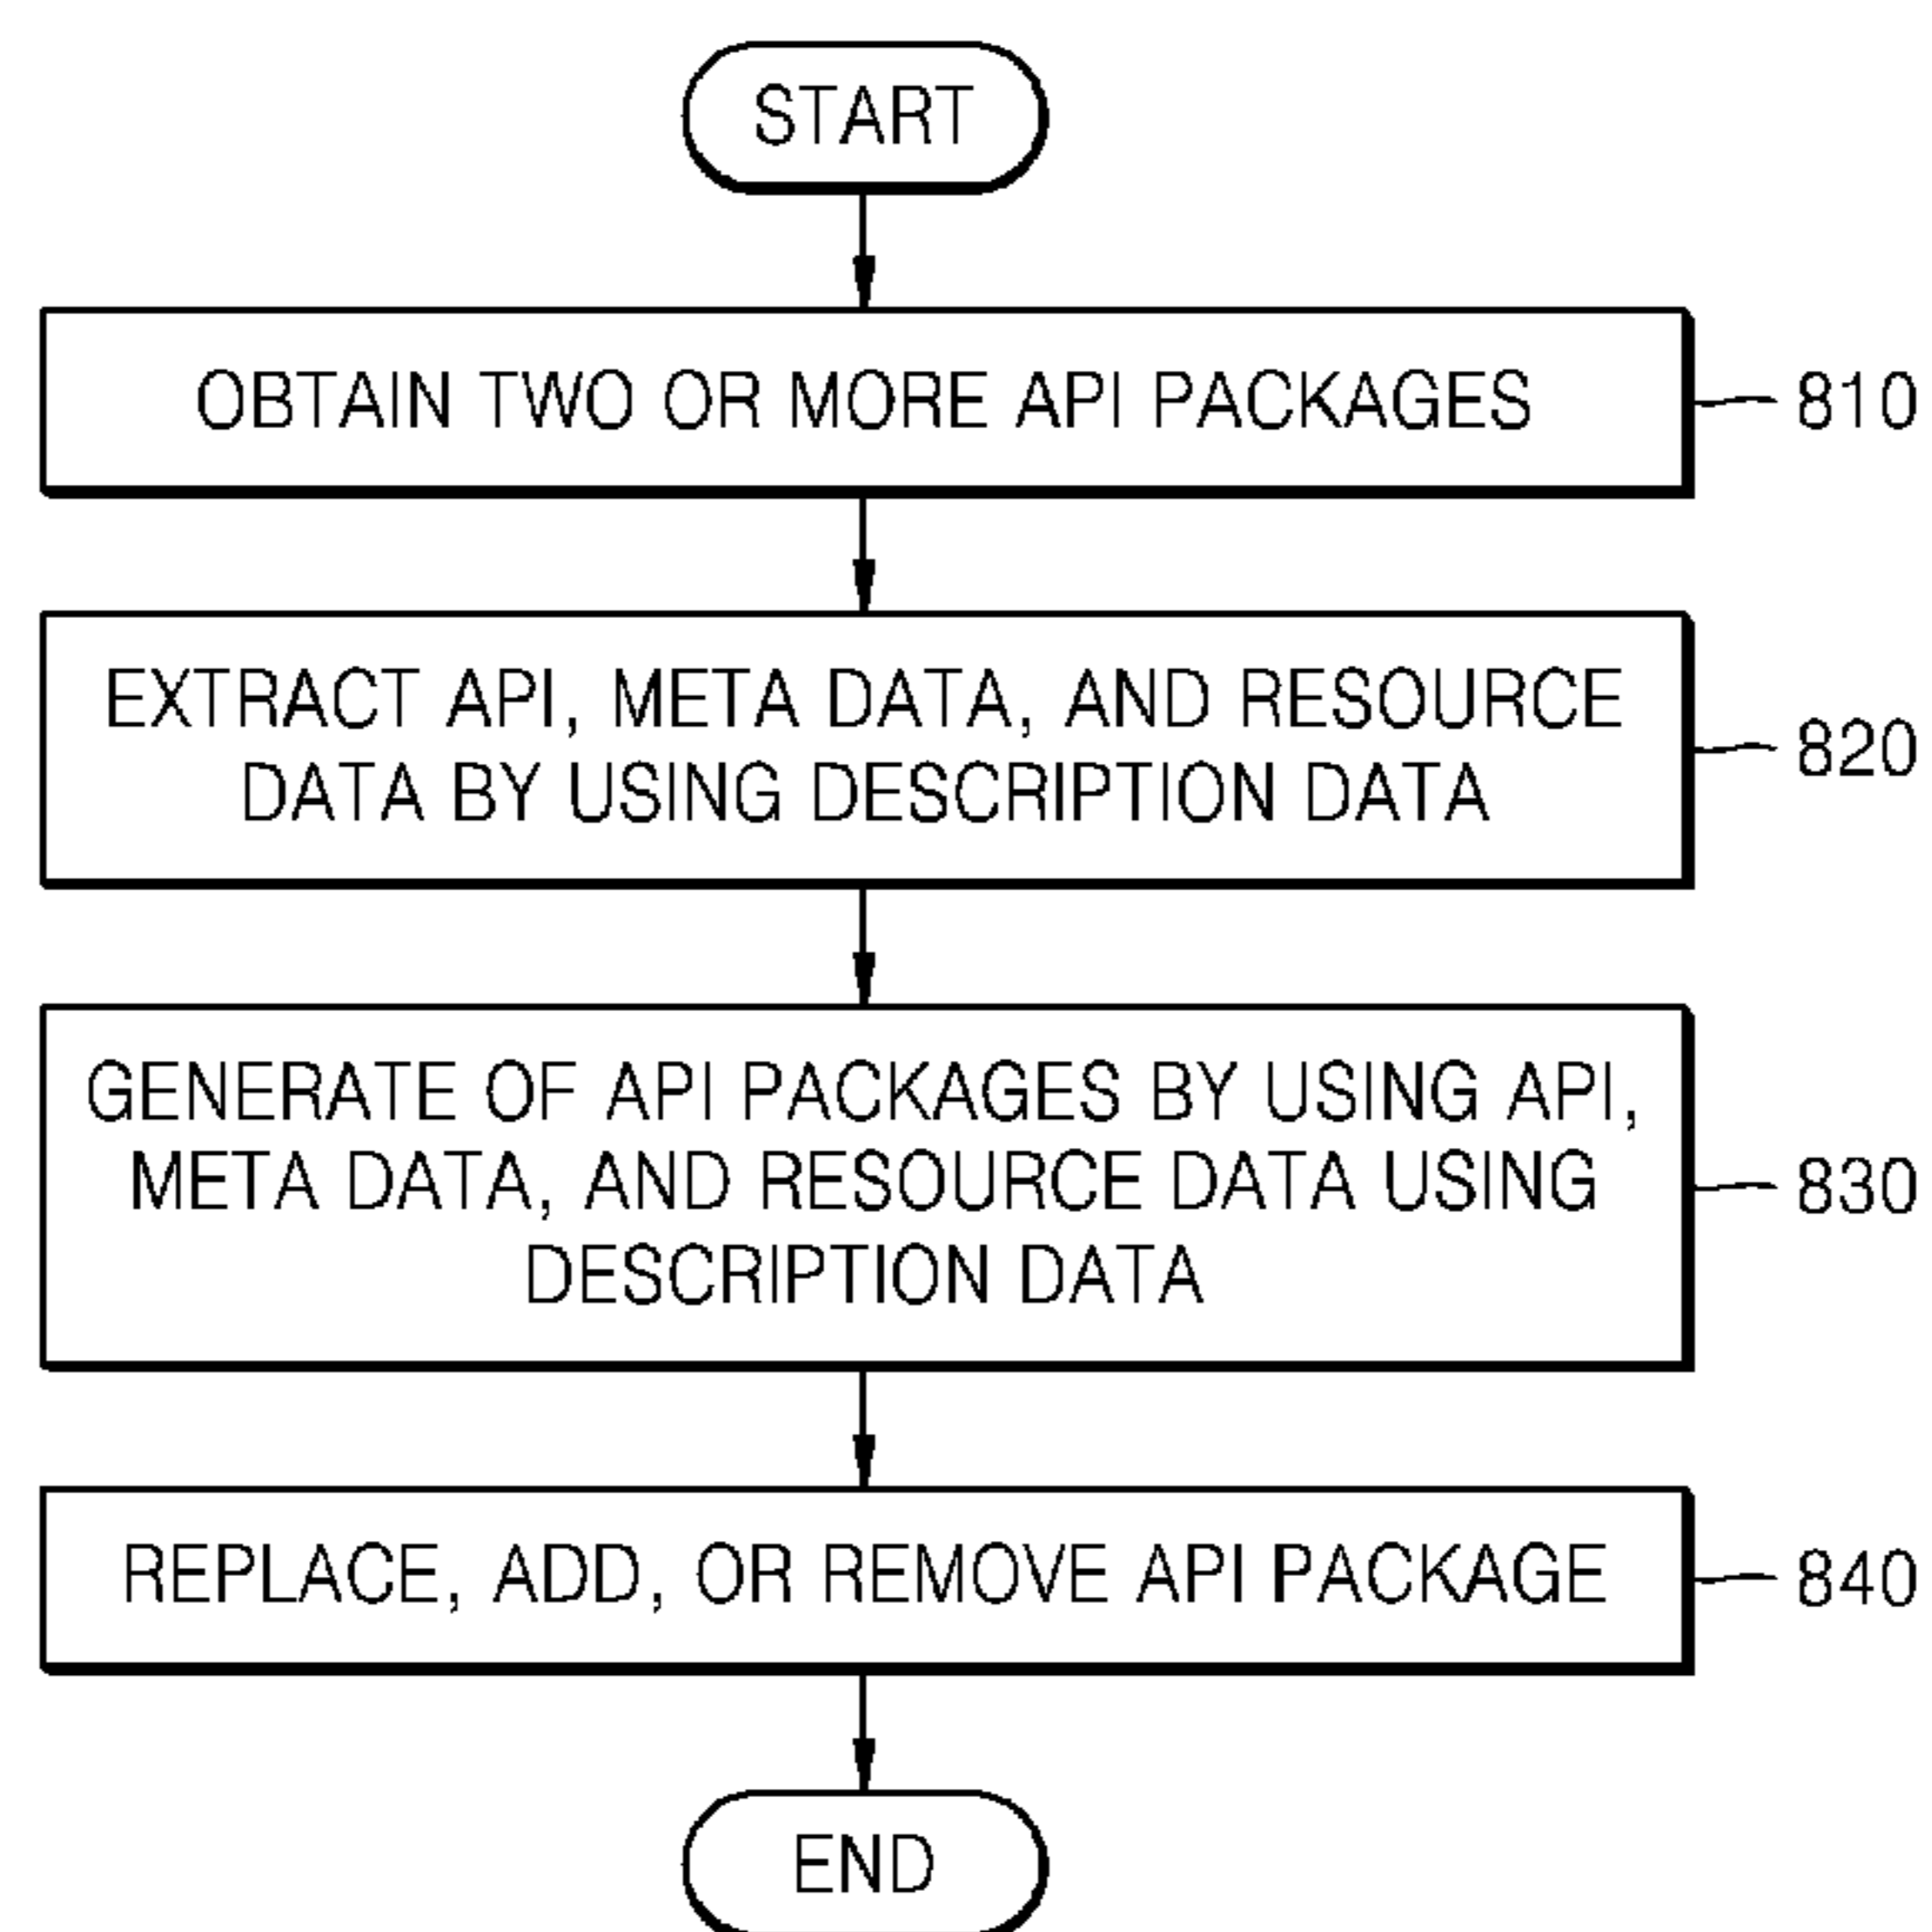 START
OBTAIN TWO OR MORE API PACKAGES
810
EXTRACT API, META DATA, AND RESOURCE
DATA BY USING DESCRIPTION DATA
820
GENERATE OF API PACKAGES BY USING API,
META DATA, AND RESOURCE DATA USING
DESCRIPTION DATA
830
REPLACE, ADD, OR REMOVE API PACKAGE
840
END